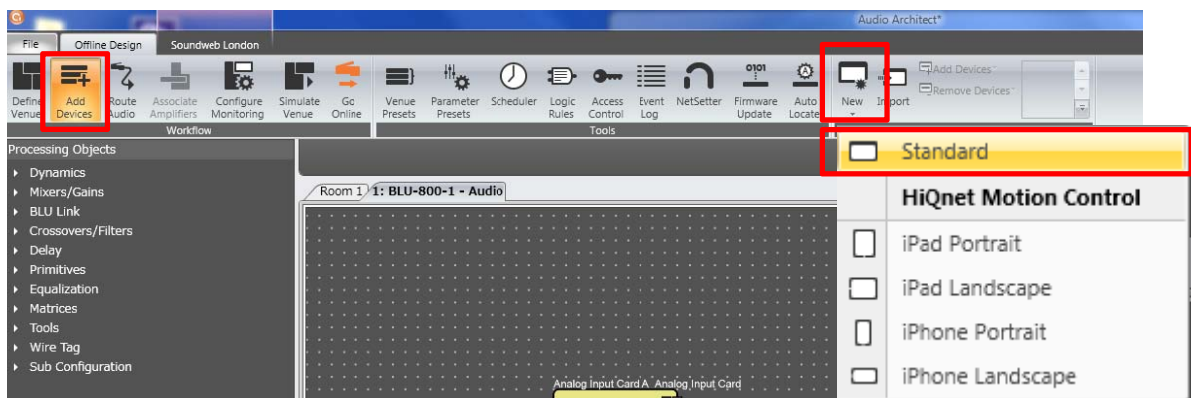 Audio Architect*
File Offline Design Soundweb London
Define Venue Add Devices Route Audio Associate Amplifiers Configure Monitoring Simulate Venue Go Online Venue Presets Parameter Presets Scheduler Logic Rules Access Control Event Log NetSetter 0101 Firmware Update Auto Locate New Import Add Devices Remove Devices
Workflow Tools
Processing Objects
Dynamics
Mixers/Gains
BLU Link
Crossovers/Filters
Delay
Primitives
Equalization
Matrices
Tools
Wire Tag
Sub Configuration
Room 1 1: BLU-800-1 - Audio
Analog Input Card A Analog Input Card
Standard
HiQnet Motion Control
iPad Portrait
iPad Landscape
iPhone Portrait
iPhone Landscape